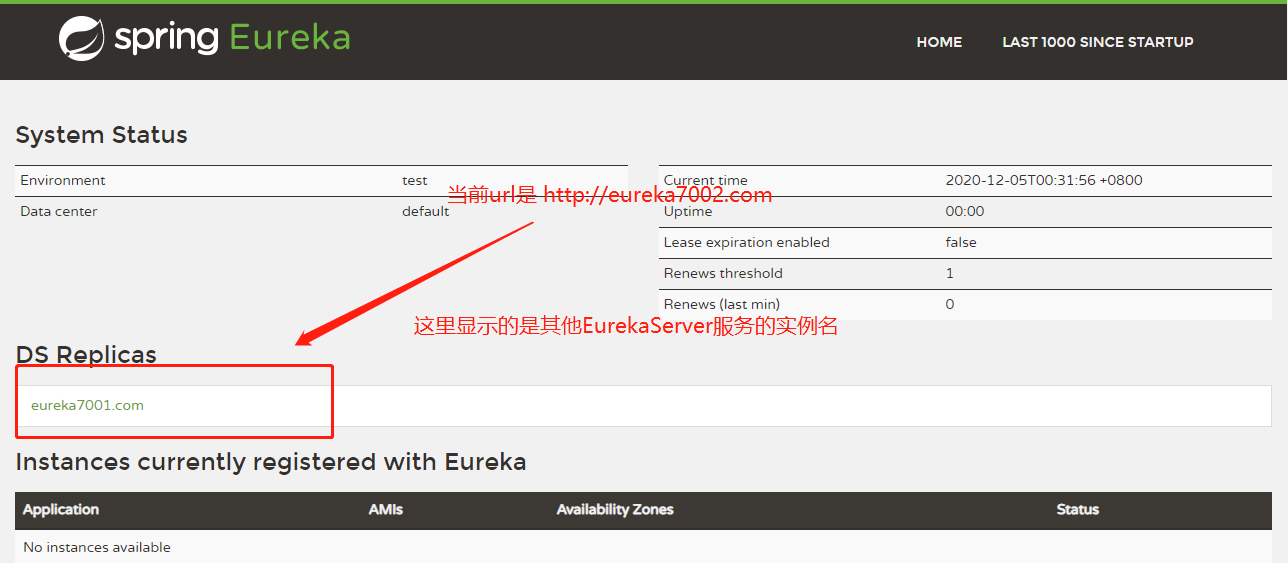 spring Eureka
HOME LAST 1000 SINCE STARTUP
System Status
Environment test
Data center default
Current time 2020-12-05T00:31:56 +0800
Uptime 00:00
Lease expiration enabled false
Renews threshold 1
Renews (last min) 0
当前url是 http://eureka7002.com
这里显示的是其他EurekaServer服务的实例名
DS Replicas
eureka7001.com
Instances currently registered with Eureka
Application AMIs Availability Zones Status
No instances available